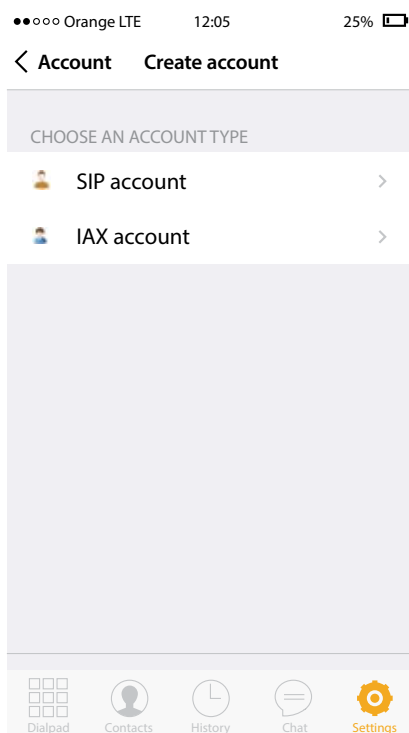 Orange LTE 12:05 25%
Account Create account
CHOOSE AN ACCOUNT TYPE
SIP account
IAX account
Dialpad Contacts History Chat Settings